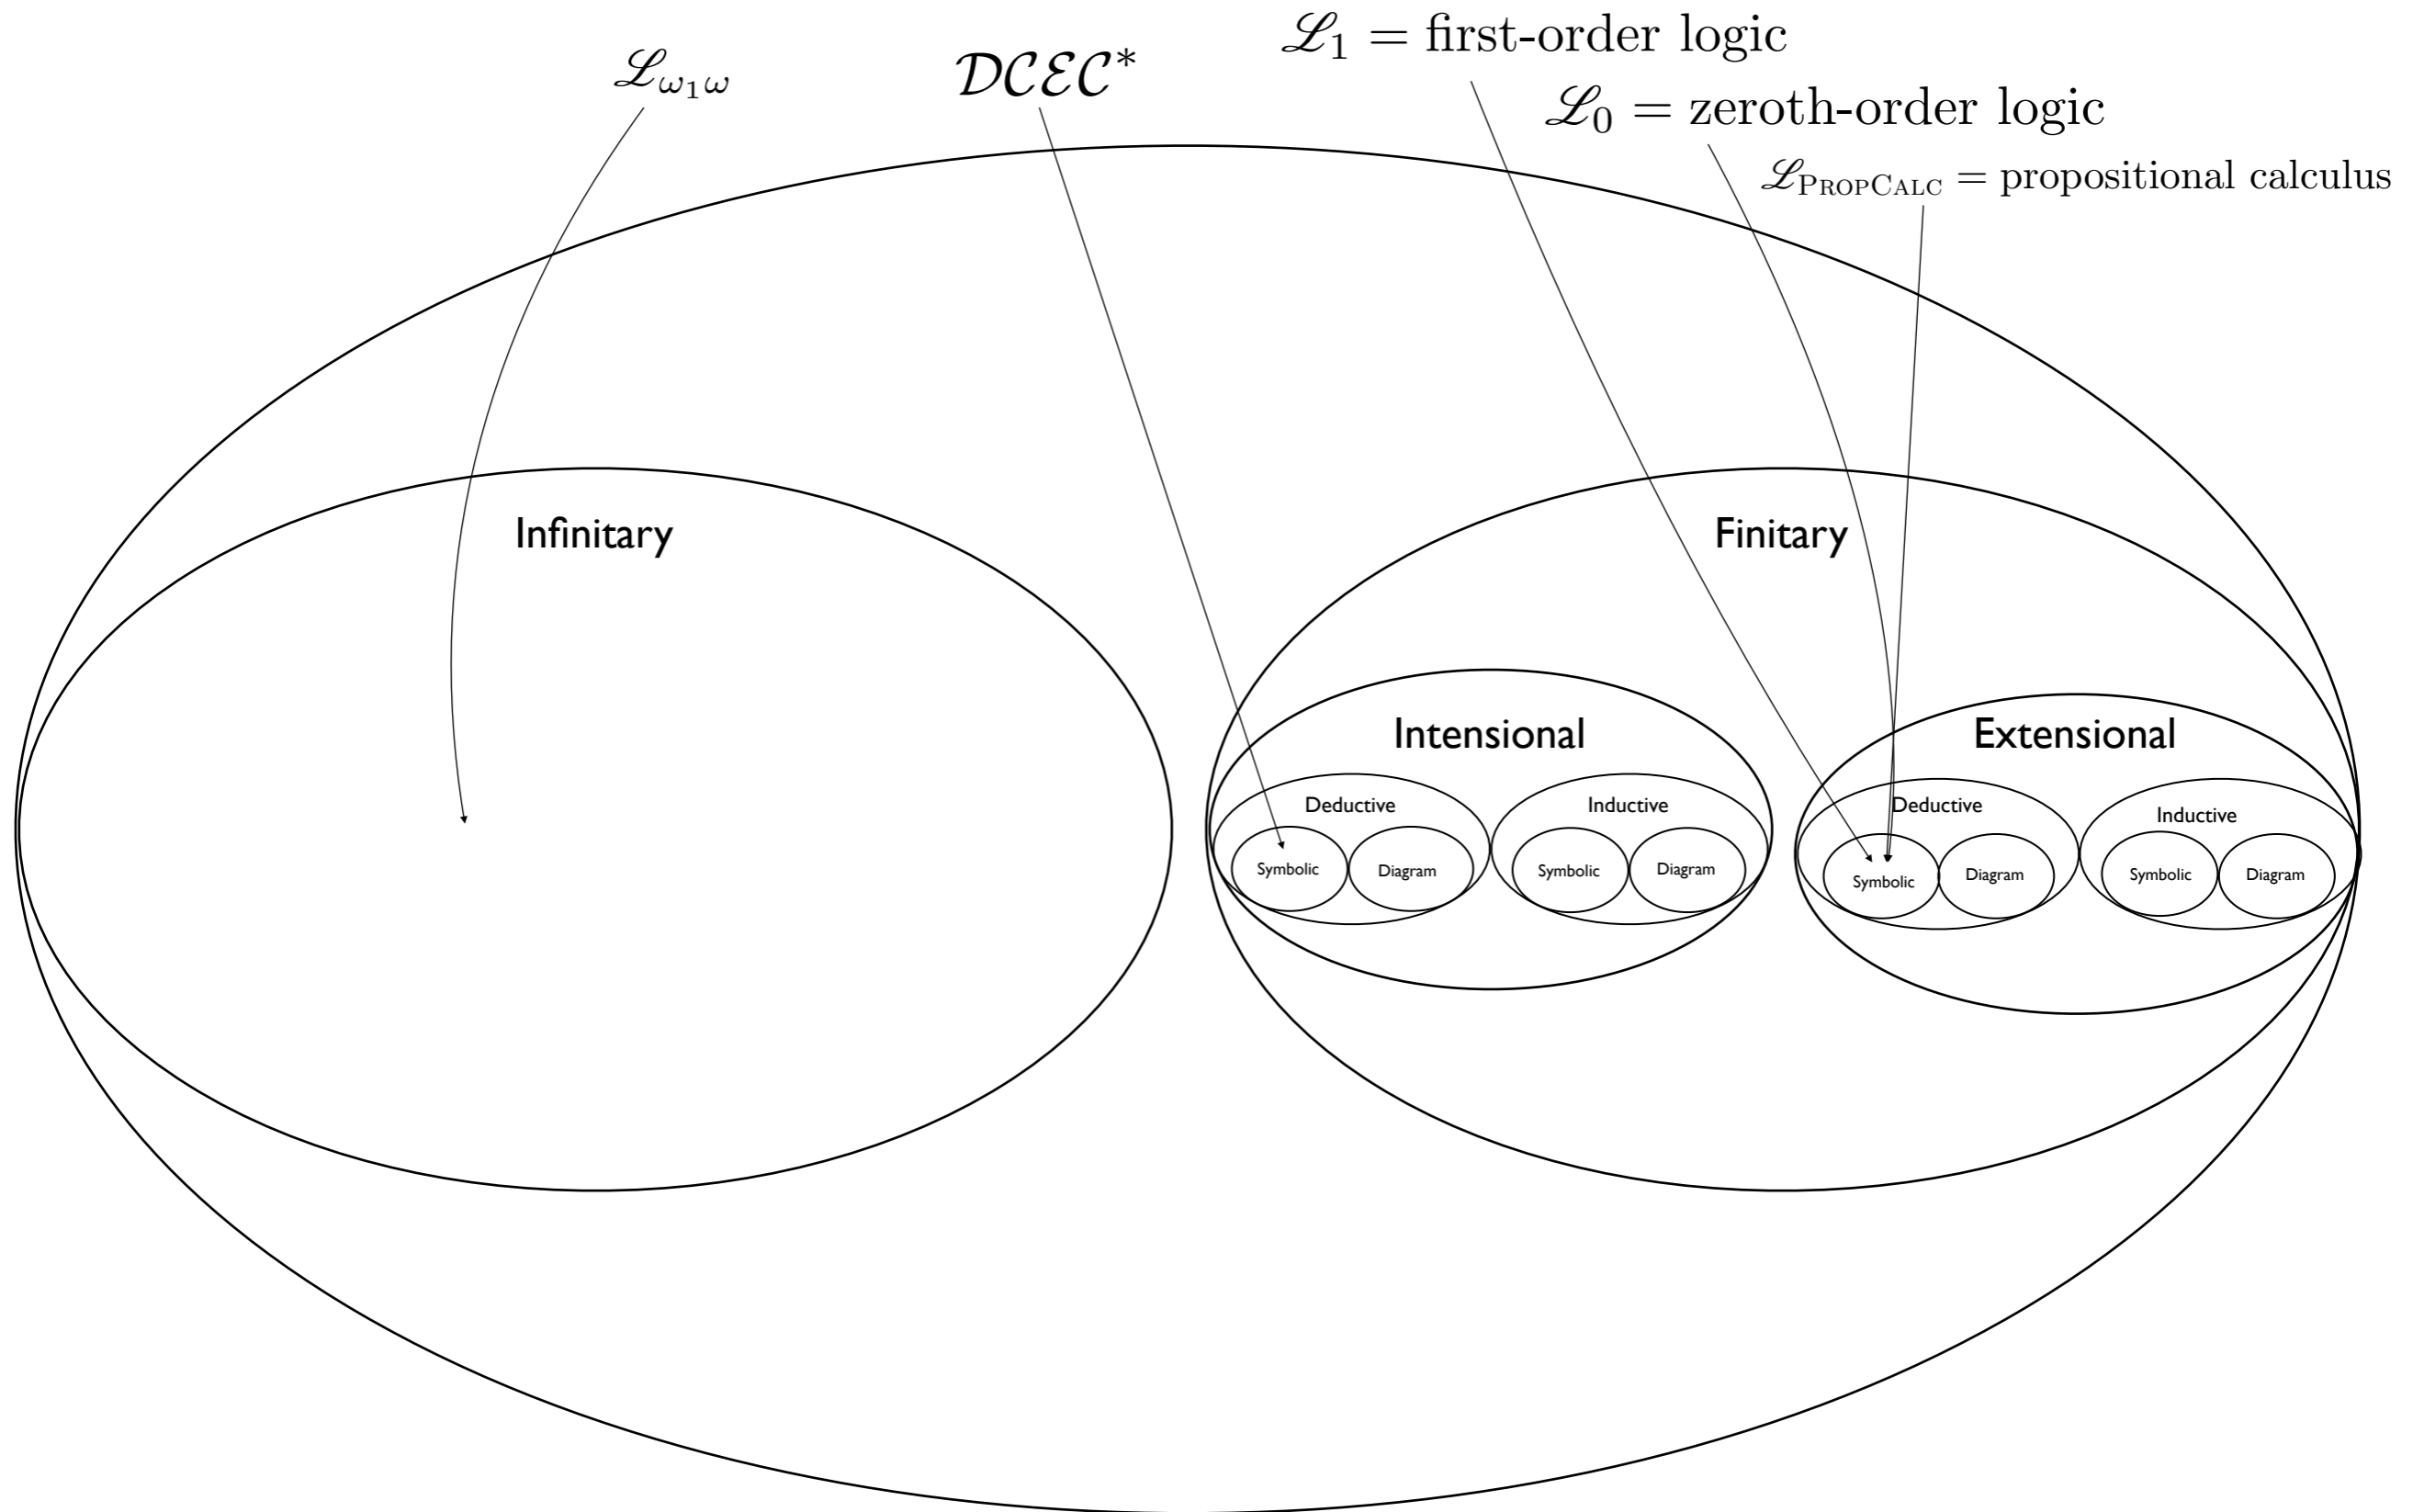 ℒ_{ω₁ω}
𝒟𝒞ℰ𝒞*
ℒ₁ = first-order logic
ℒ₀ = zeroth-order logic
ℒ_{PROPCALC} = propositional calculus
Infinitary
Finitary
Intensional
Extensional
Deductive
Inductive
Deductive
Inductive
Symbolic
Diagram
Symbolic
Diagram
Symbolic
Diagram
Symbolic
Diagram